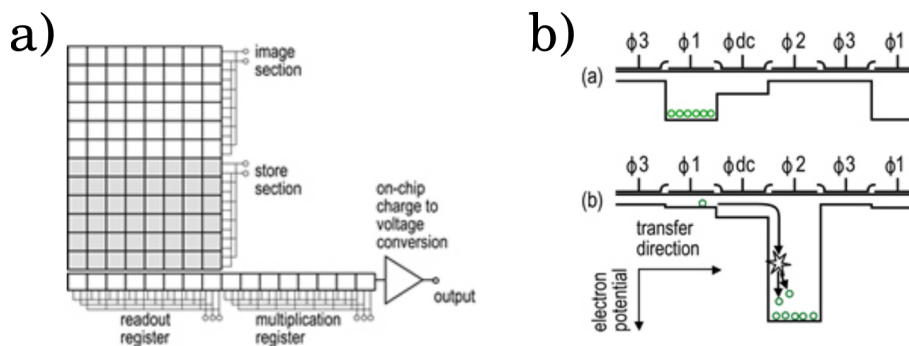 a)
image
section
store
section
on-chip
charge to
voltage
conversion
output
readout
register
multiplication
register
b)
ϕ3 ϕ1 ϕdc ϕ2 ϕ3 ϕ1
(a)
ϕ3 ϕ1 ϕdc ϕ2 ϕ3 ϕ1
(b)
transfer
direction
electron
potential